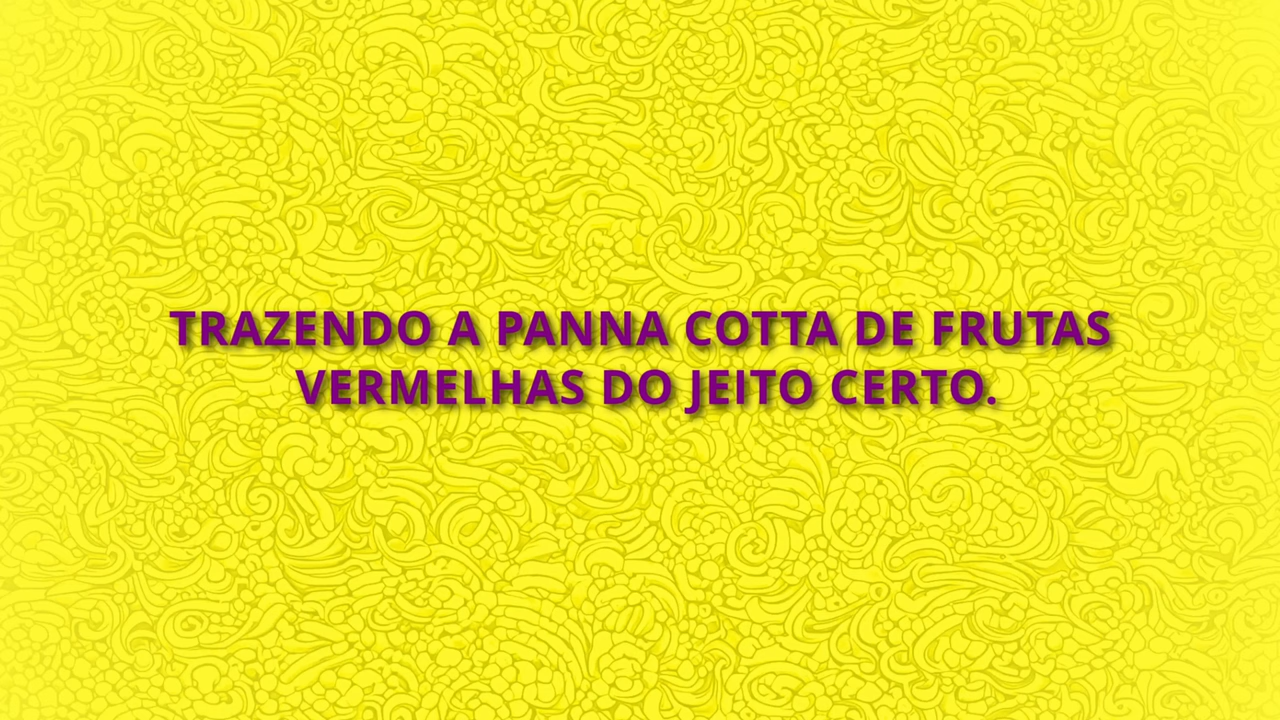 TRAZENDO A PANNA COTTA DE FRUTAS
VERMELHAS DO JEITO CERTO.